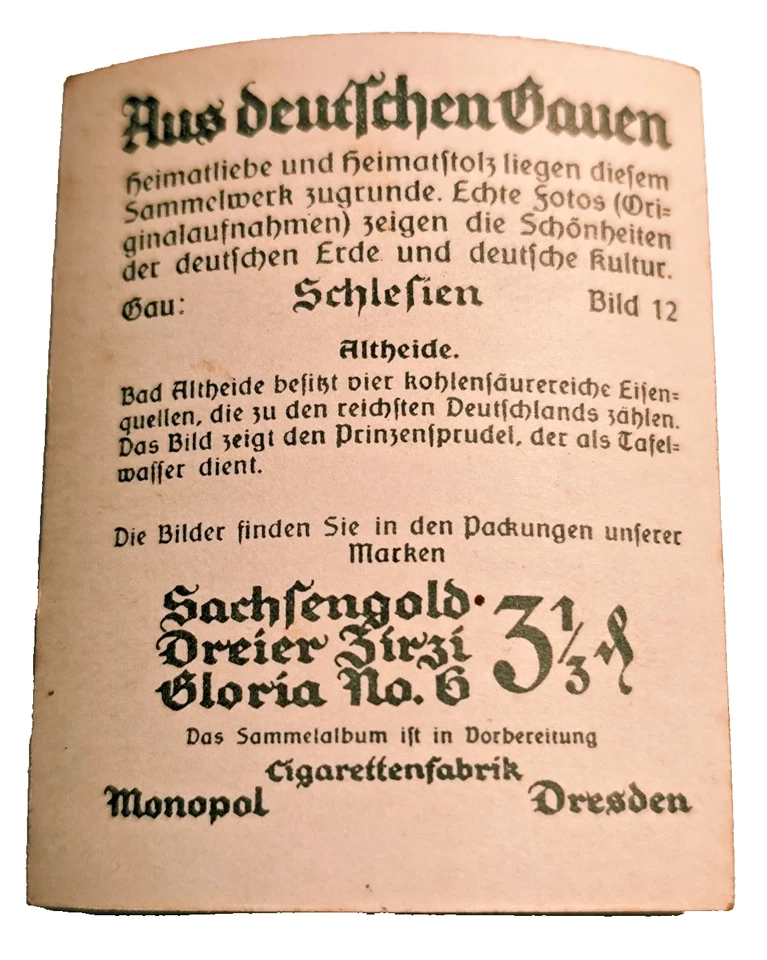 Aus deutſchen Gauen
Heimatliebe und Heimatſtolz liegen dieſem
Sammelwerk zugrunde. Echte Fotos (Ori=
ginalaufnahmen) zeigen die Schönheiten
der deutſchen Erde und deutſche Kultur.
Gau: Schleſien Bild 12
Altheide.
Bad Altheide beſitzt vier kohlenſäurereiche Eiſen=
quellen, die zu den reichſten Deutſchlands zählen.
Das Bild zeigt den Prinzenſprudel, der als Tafel=
waſſer dient.
Die Bilder finden Sie in den Packungen unſerer
Marken
Sachſengold
Dreier Zirzi 3⅓ ₰
Gloria No. 6
Das Sammelalbum iſt in Vorbereitung
Cigarettenfabrik
Monopol Dresden